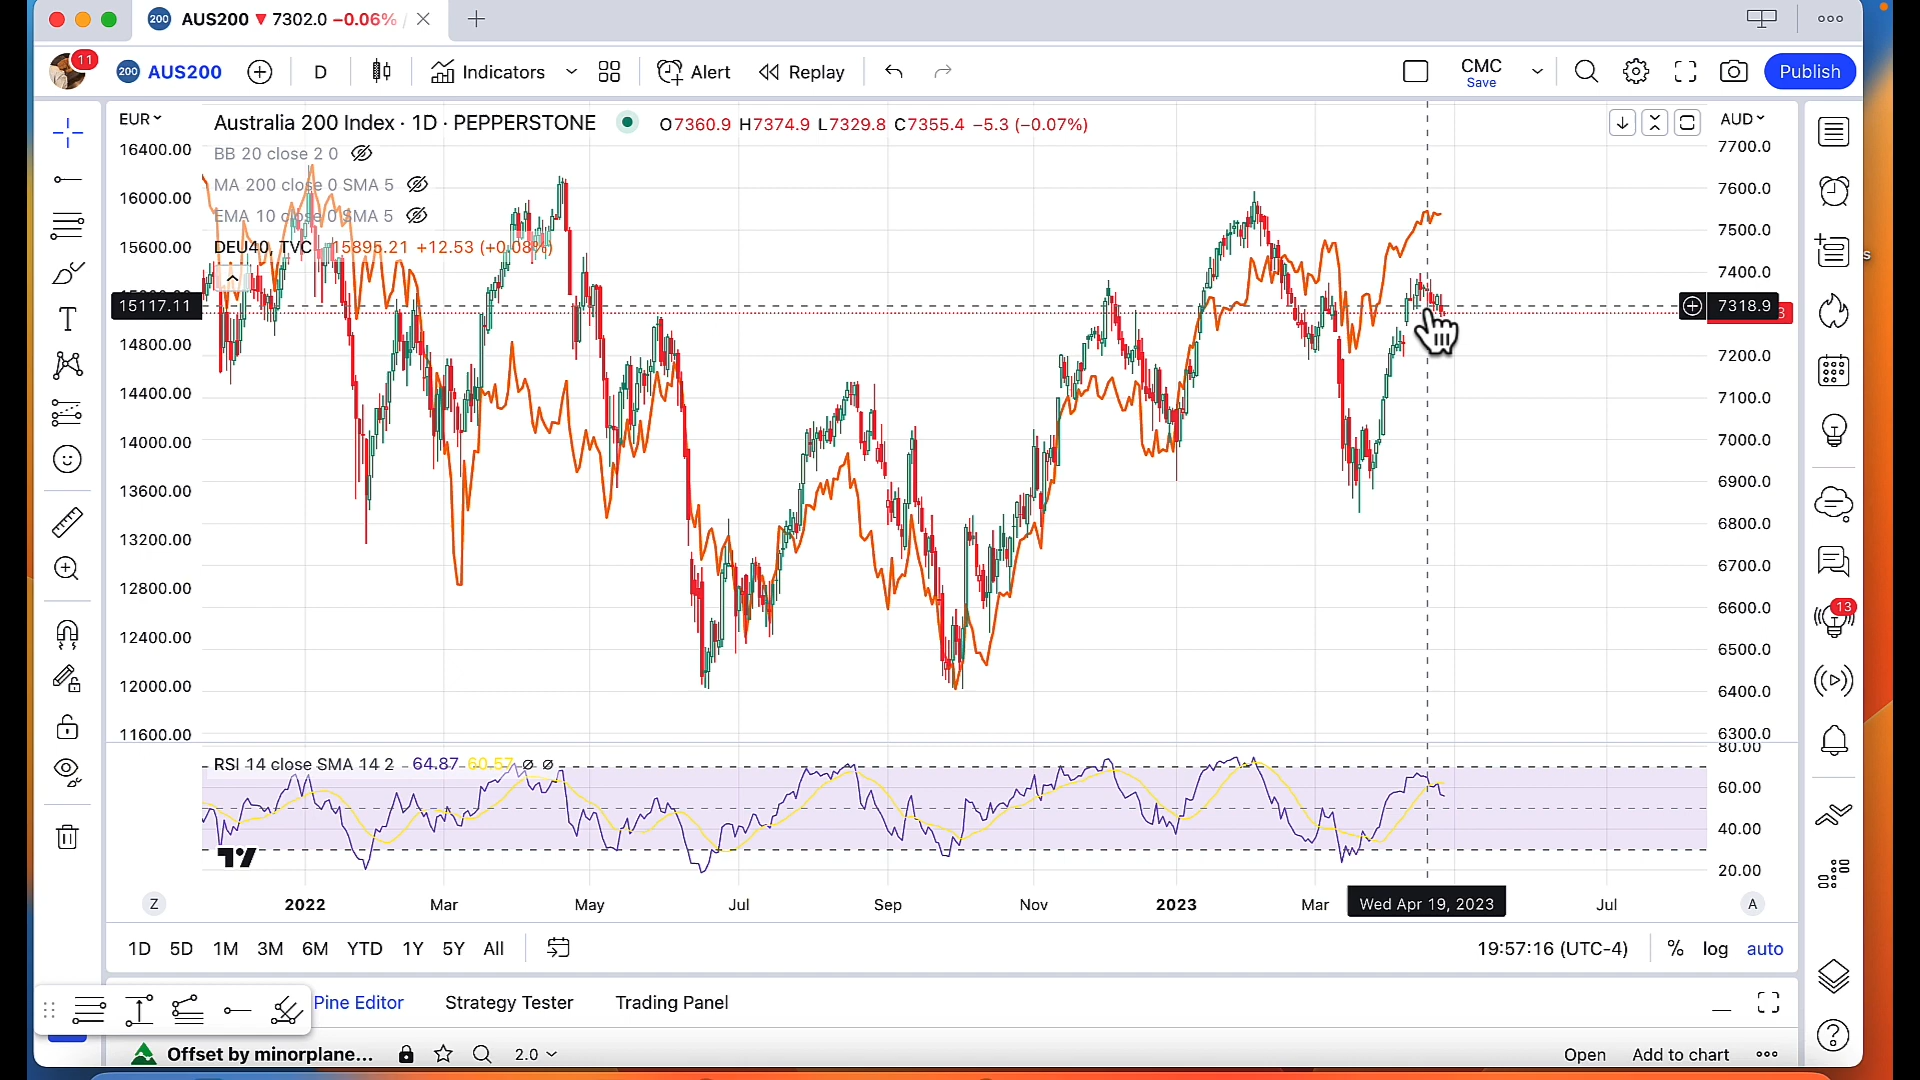 200 AUS200 ▼ 7302.0 −0.06% /
11 200 AUS200 D Indicators Alert Replay CMC Save Publish
EUR Australia 200 Index · 1D · PEPPERSTONE O7360.9 H7374.9 L7329.8 C7355.4 −5.3 (−0.07%) AUD
BB 20 close 2 0
MA 200 close 0 SMA 5
EMA 10 close 0 SMA 5
DEU40, TVC 15895.21 +12.53 (+0.08%)
16400.00
16000.00
15600.00
15117.11
14800.00
14400.00
14000.00
13600.00
13200.00
12800.00
12400.00
12000.00
11600.00
7700.0
7600.0
7500.0
7400.0
7318.9
7200.0
7100.0
7000.0
6900.0
6800.0
6700.0
6600.0
6500.0
6400.0
6300.0
13
s
RSI 14 close SMA 14 2 64.87 60.57 ∅ ∅
80.00
60.00
40.00
20.00
Z 2022 Mar May Jul Sep Nov 2023 Mar Wed Apr 19, 2023 Jul A
1D 5D 1M 3M 6M YTD 1Y 5Y All 19:57:16 (UTC-4) % log auto
Pine Editor Strategy Tester Trading Panel
Offset by minorplane... 2.0 Open Add to chart